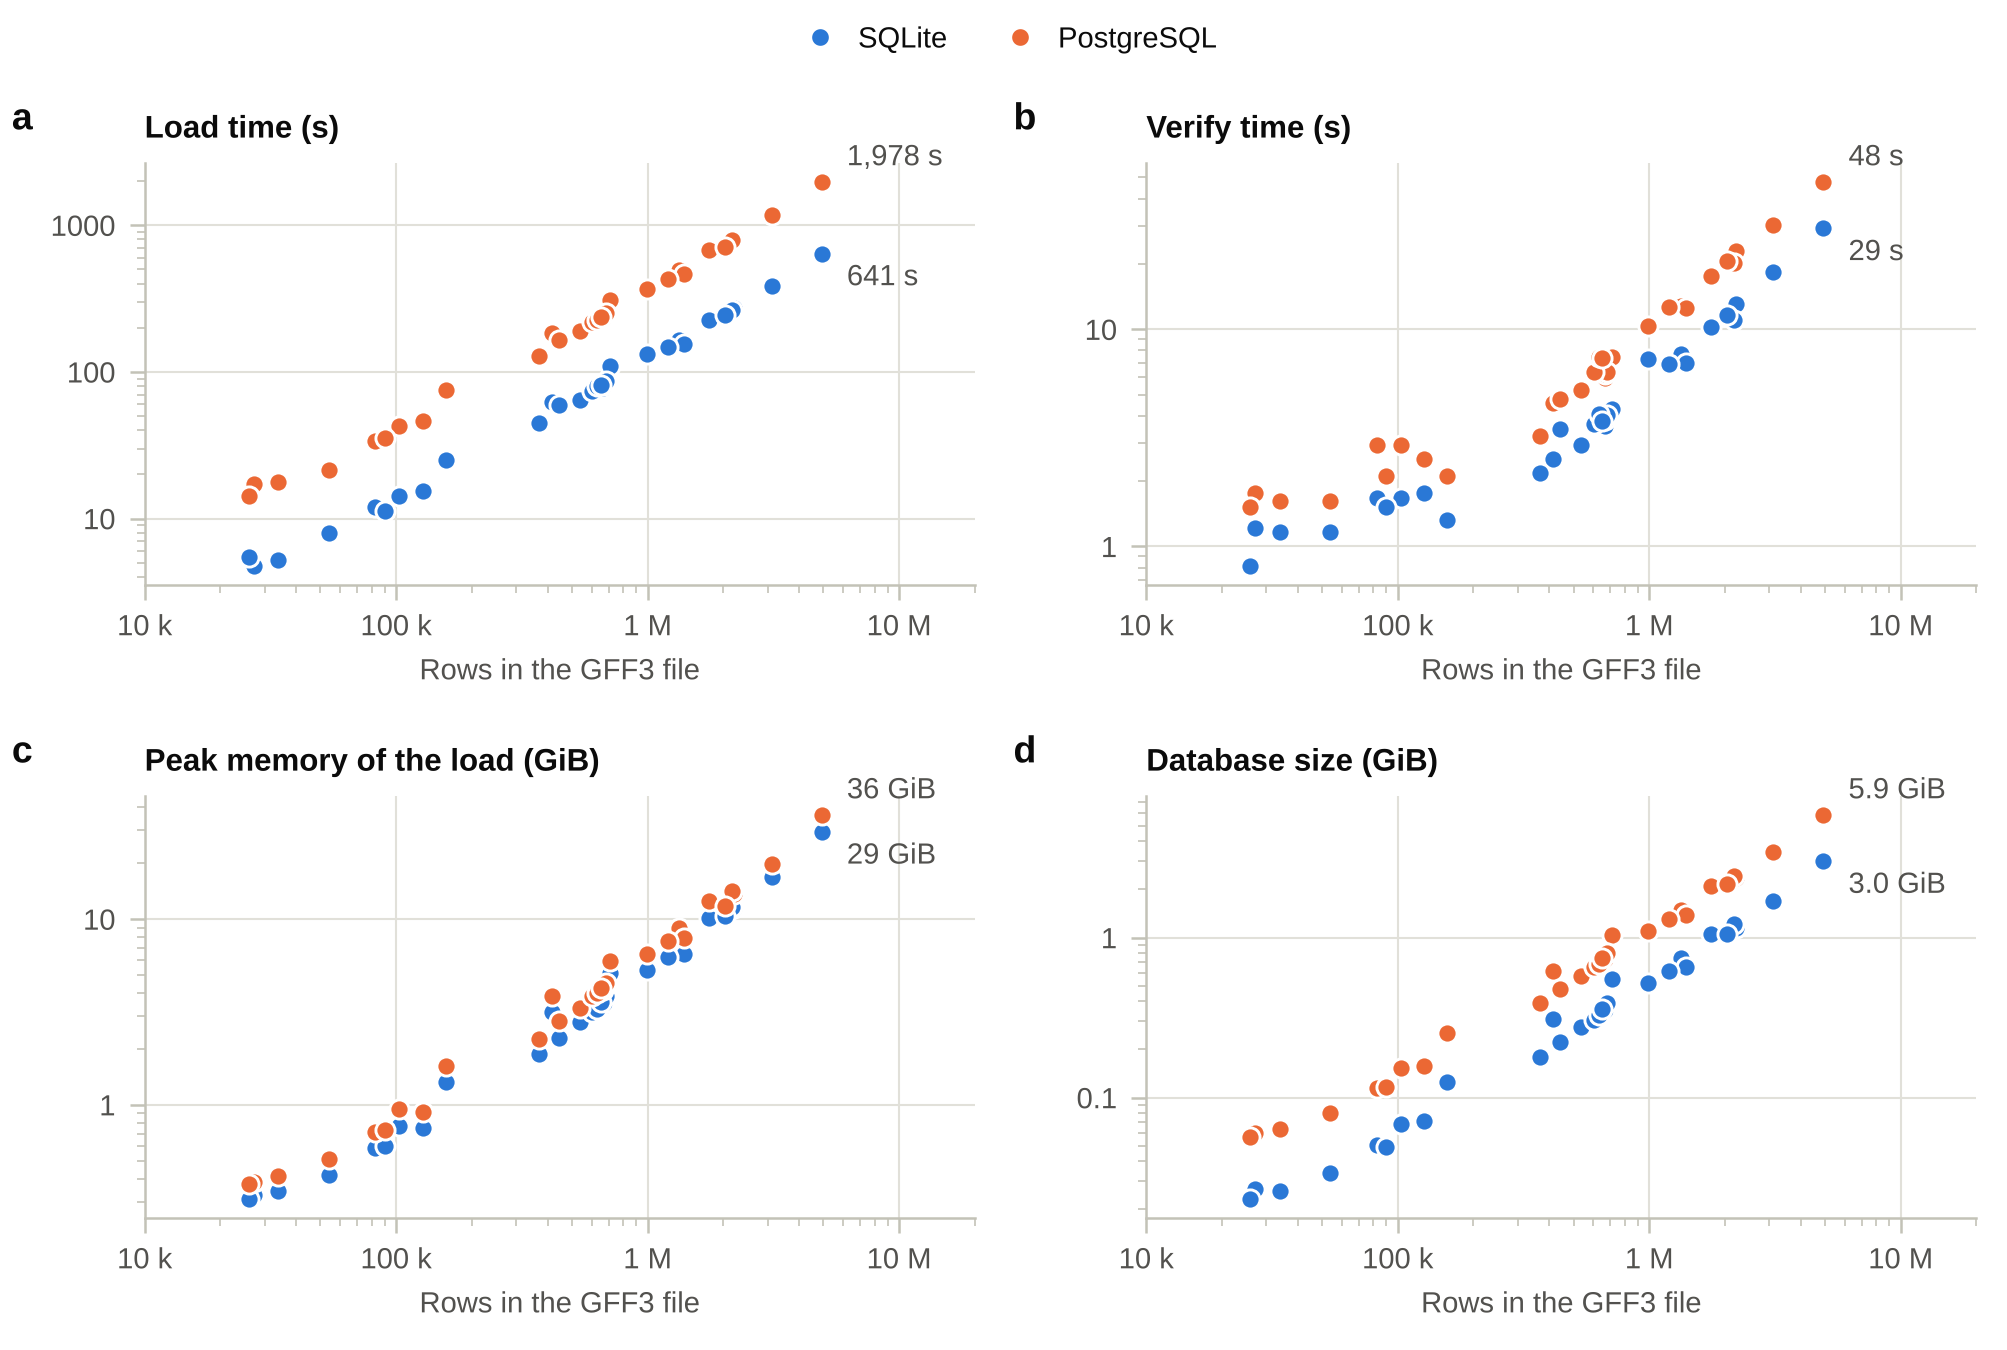 SQLite PostgreSQL
a
Load time (s)
1,978 s
641 s
1000
100
10
10 k 100 k 1 M 10 M
Rows in the GFF3 file
b
Verify time (s)
48 s
29 s
10
1
10 k 100 k 1 M 10 M
Rows in the GFF3 file
c
Peak memory of the load (GiB)
36 GiB
29 GiB
10
1
10 k 100 k 1 M 10 M
Rows in the GFF3 file
d
Database size (GiB)
5.9 GiB
3.0 GiB
1
0.1
10 k 100 k 1 M 10 M
Rows in the GFF3 file